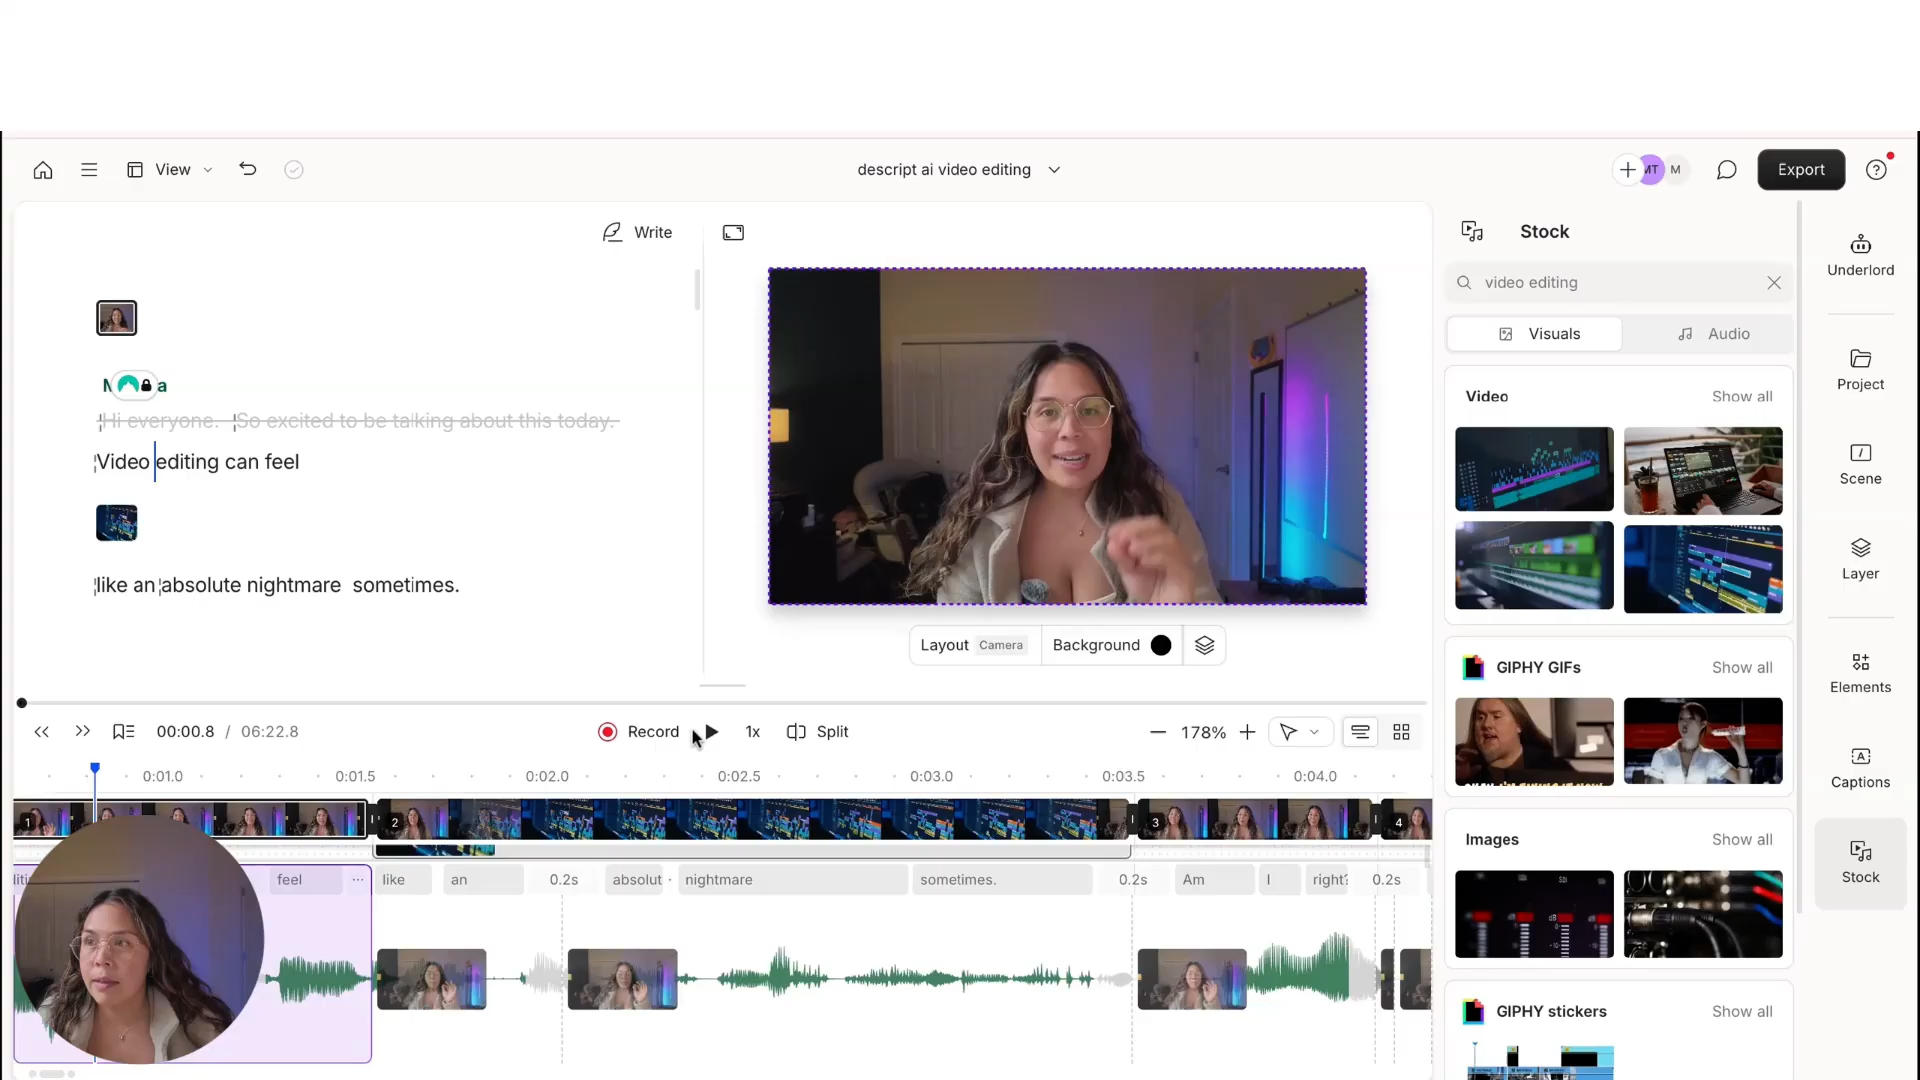 View
descript ai video editing
MT
M
Export
Write
Stock
video editing
Visuals
Audio
Hi everyone. So excited to be talking about this today.
Video editing can feel
like an absolute nightmare sometimes.
Layout Camera
Background
Video
Show all
GIPHY GIFs
Show all
Images
Show all
GIPHY stickers
Show all
Underlord
Project
Scene
Layer
Elements
Captions
Stock
00:00.8 / 06:22.8
Record
1x
Split
178%
0:01.0
0:01.5
0:02.0
0:02.5
0:03.0
0:03.5
0:04.0
1
2
3
4
feel
like
an
0.2s
absolut
nightmare
sometimes.
0.2s
Am
I
right?
0.2s